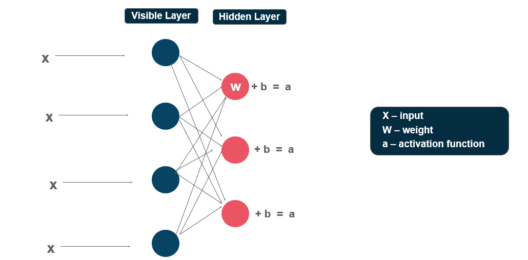 Visible Layer
Hidden Layer
X
X
X
X
W + b = a
+ b = a
+ b = a
X – input
W – weight
a – activation function